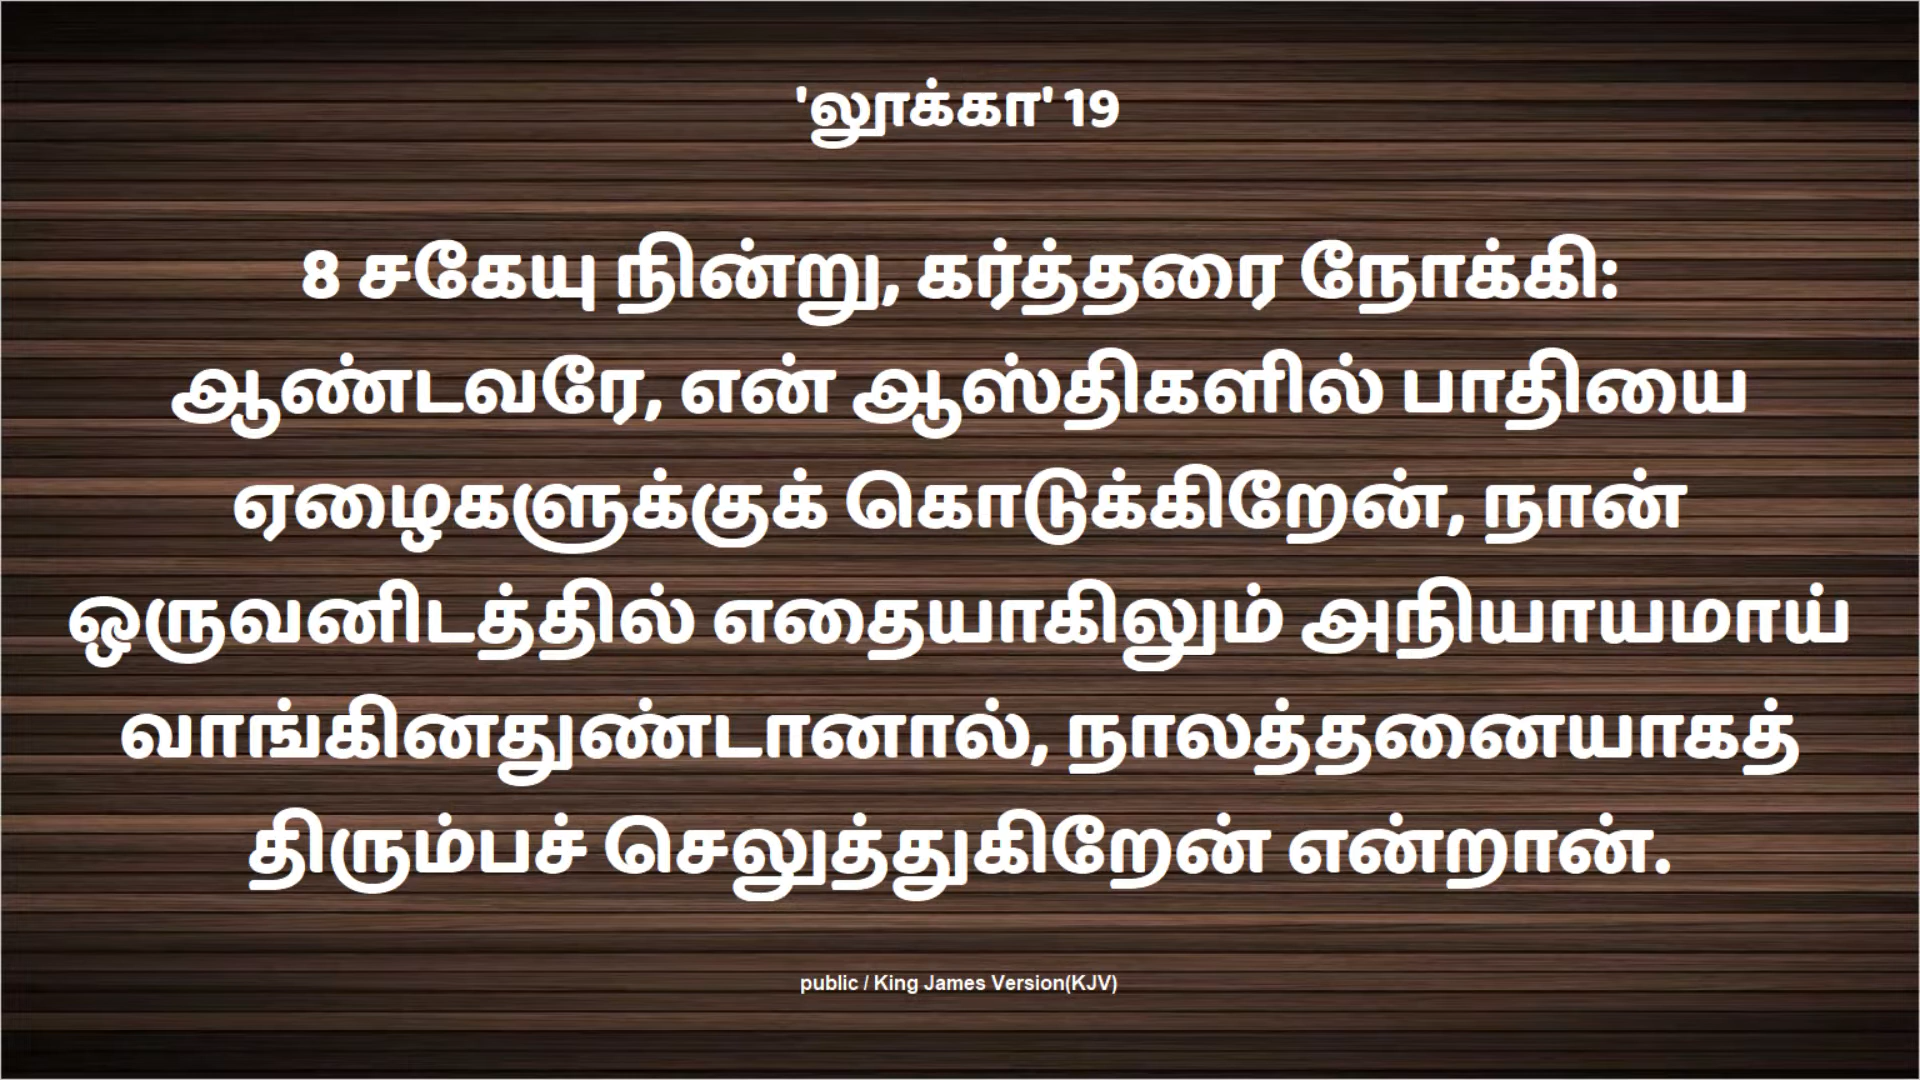 'லூக்கா' 19
8 சகேயு நின்று, கர்த்தரை நோக்கி:
ஆண்டவரே, என் ஆஸ்திகளில் பாதியை
ஏழைகளுக்குக் கொடுக்கிறேன், நான்
ஒருவனிடத்தில் எதையாகிலும் அநியாயமாய்
வாங்கினதுண்டானால், நாலத்தனையாகத்
திரும்பச் செலுத்துகிறேன் என்றான்.
public / King James Version(KJV)